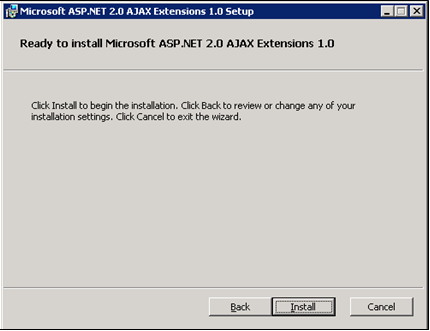 Microsoft ASP.NET 2.0 AJAX Extensions 1.0 Setup
Ready to install Microsoft ASP.NET 2.0 AJAX Extensions 1.0
Click Install to begin the installation. Click Back to review or change any of your
installation settings. Click Cancel to exit the wizard.
Back
Install
Cancel